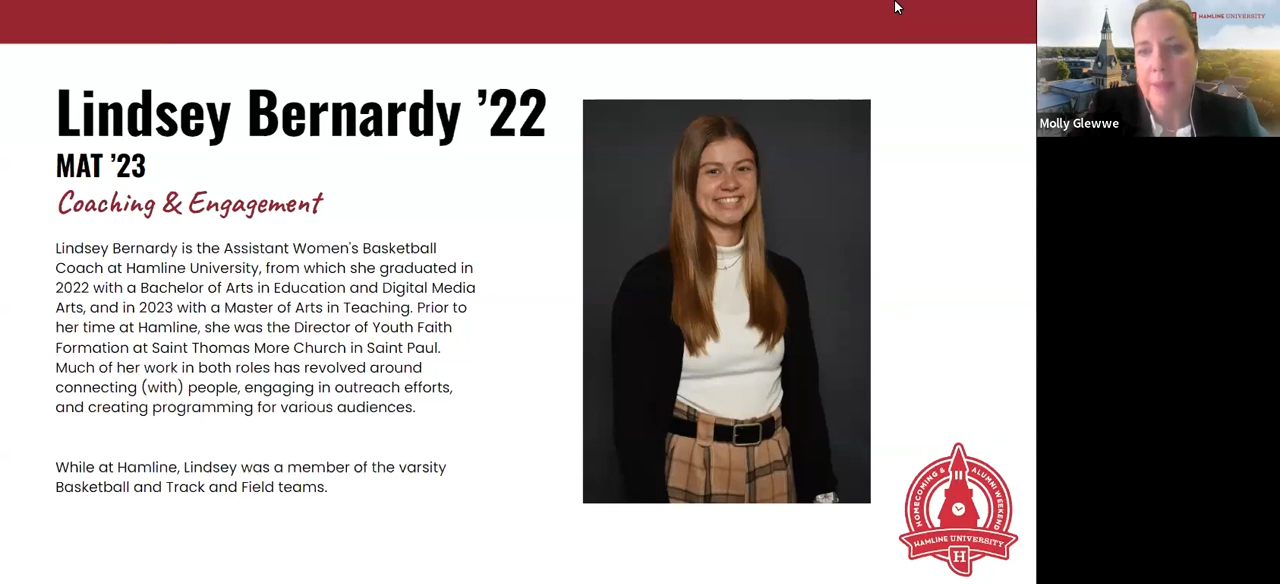 Lindsey Bernardy ’22
MAT ’23
Coaching & Engagement
Lindsey Bernardy is the Assistant Women's Basketball
Coach at Hamline University, from which she graduated in
2022 with a Bachelor of Arts in Education and Digital Media
Arts, and in 2023 with a Master of Arts in Teaching. Prior to
her time at Hamline, she was the Director of Youth Faith
Formation at Saint Thomas More Church in Saint Paul.
Much of her work in both roles has revolved around
connecting (with) people, engaging in outreach efforts,
and creating programming for various audiences.
While at Hamline, Lindsey was a member of the varsity
Basketball and Track and Field teams.
HOMECOMING & ALUMNI WEEKEND
HAMLINE UNIVERSITY
H
HAMLINE UNIVERSITY
Molly Glewwe